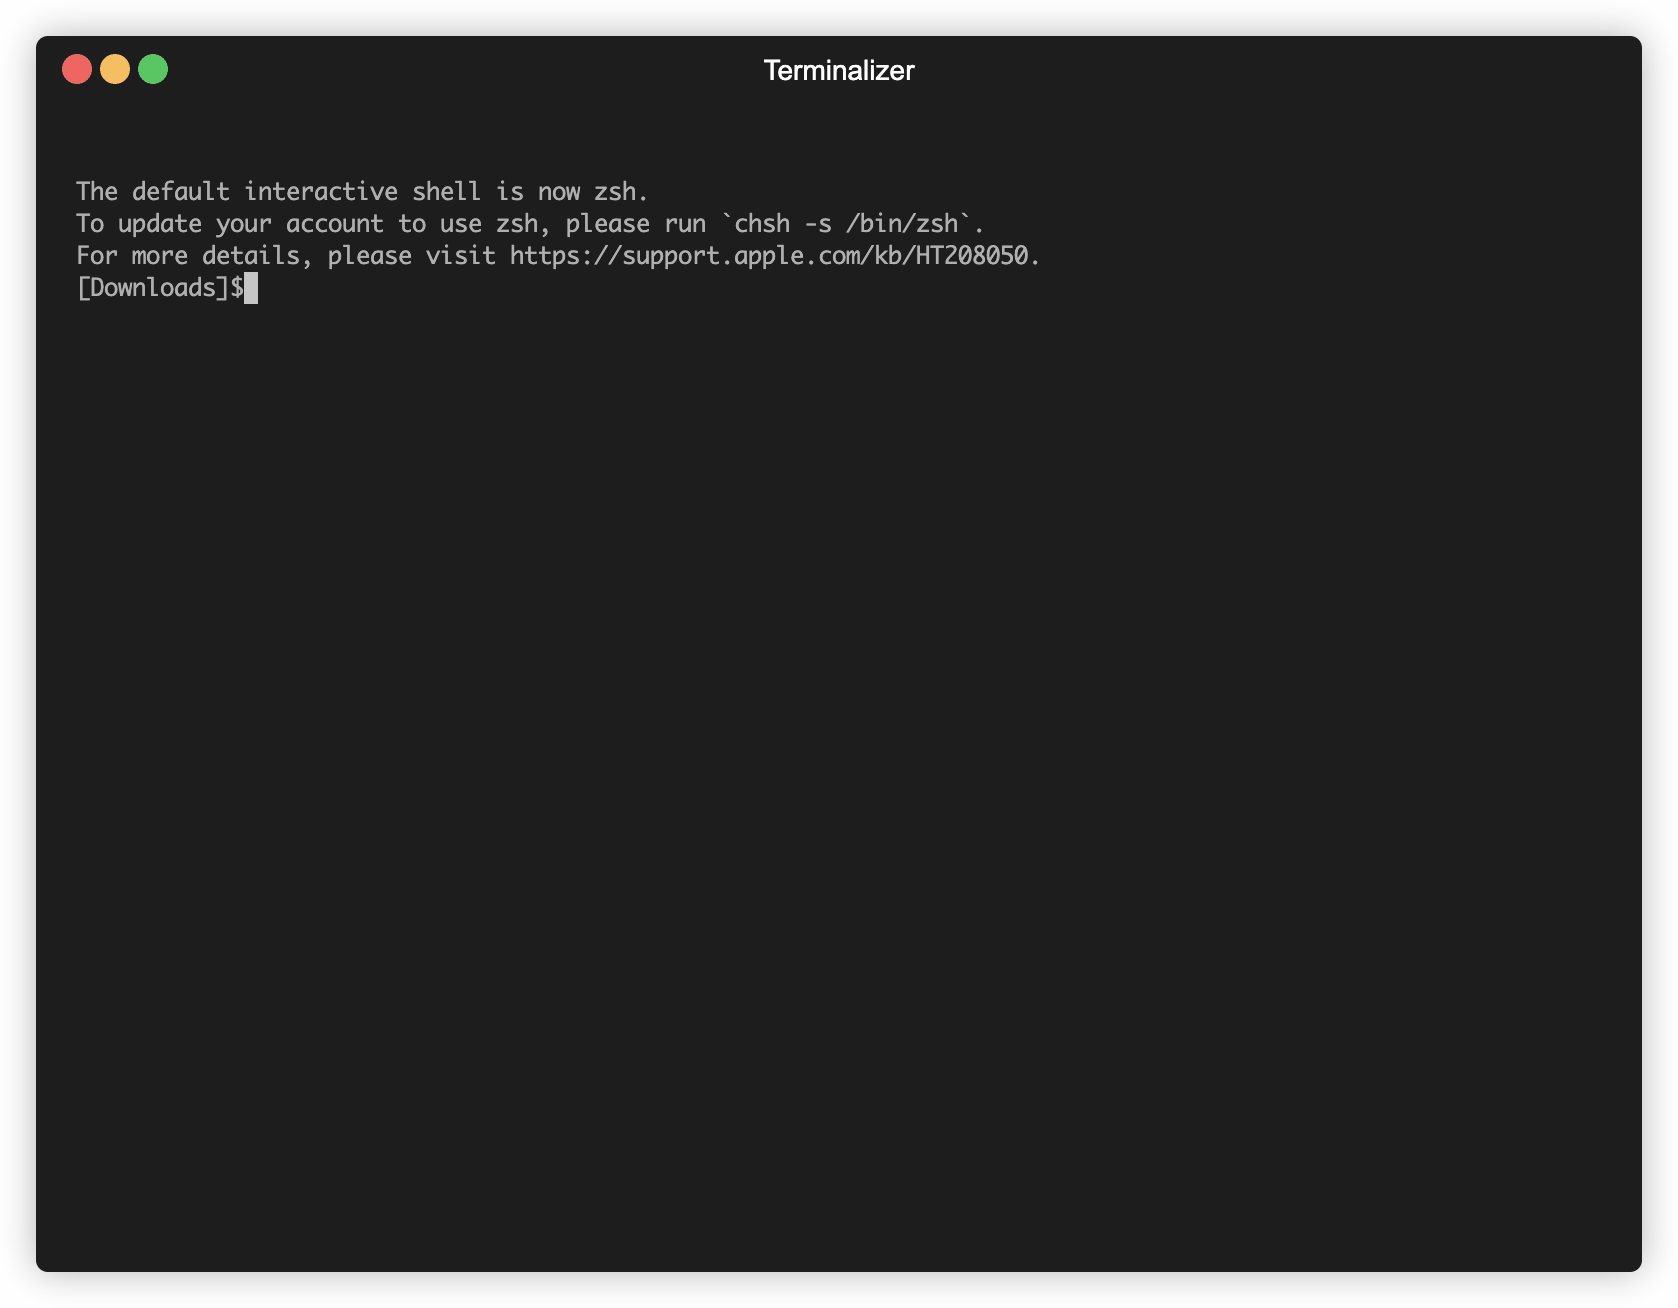 Terminalizer
The default interactive shell is now zsh.
To update your account to use zsh, please run `chsh -s /bin/zsh`.
For more details, please visit https://support.apple.com/kb/HT208050.
[Downloads]$